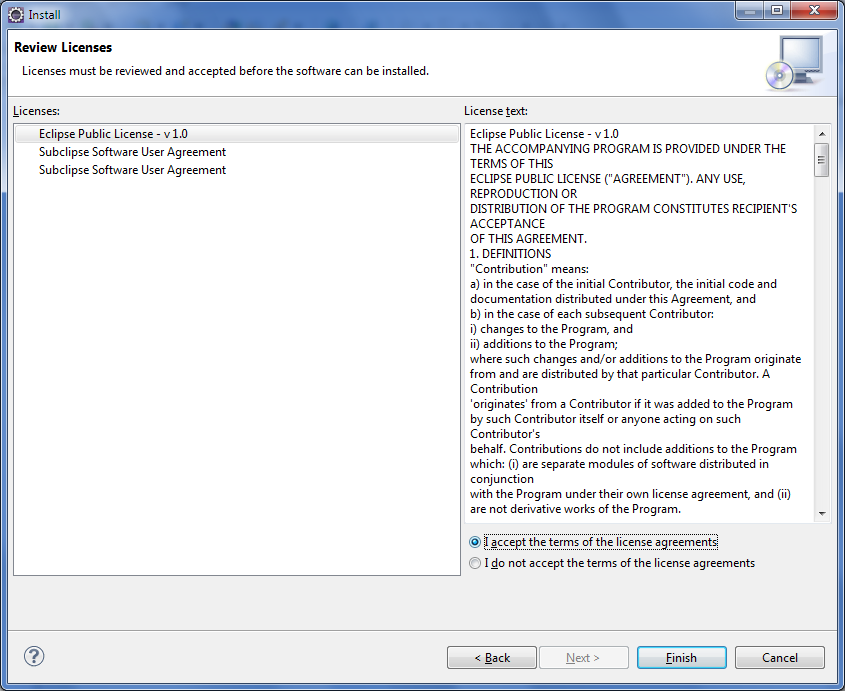 Install
Review Licenses
Licenses must be reviewed and accepted before the software can be installed.
Licenses:
Eclipse Public License - v 1.0
Subclipse Software User Agreement
Subclipse Software User Agreement
License text:
Eclipse Public License - v 1.0
THE ACCOMPANYING PROGRAM IS PROVIDED UNDER THE
TERMS OF THIS
ECLIPSE PUBLIC LICENSE ("AGREEMENT"). ANY USE,
REPRODUCTION OR
DISTRIBUTION OF THE PROGRAM CONSTITUTES RECIPIENT'S
ACCEPTANCE
OF THIS AGREEMENT.
1. DEFINITIONS
"Contribution" means:
a) in the case of the initial Contributor, the initial code and
documentation distributed under this Agreement, and
b) in the case of each subsequent Contributor:
i) changes to the Program, and
ii) additions to the Program;
where such changes and/or additions to the Program originate
from and are distributed by that particular Contributor. A
Contribution
'originates' from a Contributor if it was added to the Program
by such Contributor itself or anyone acting on such
Contributor's
behalf. Contributions do not include additions to the Program
which: (i) are separate modules of software distributed in
conjunction
with the Program under their own license agreement, and (ii)
are not derivative works of the Program.
I accept the terms of the license agreements
I do not accept the terms of the license agreements
?
< Back
Next >
Finish
Cancel